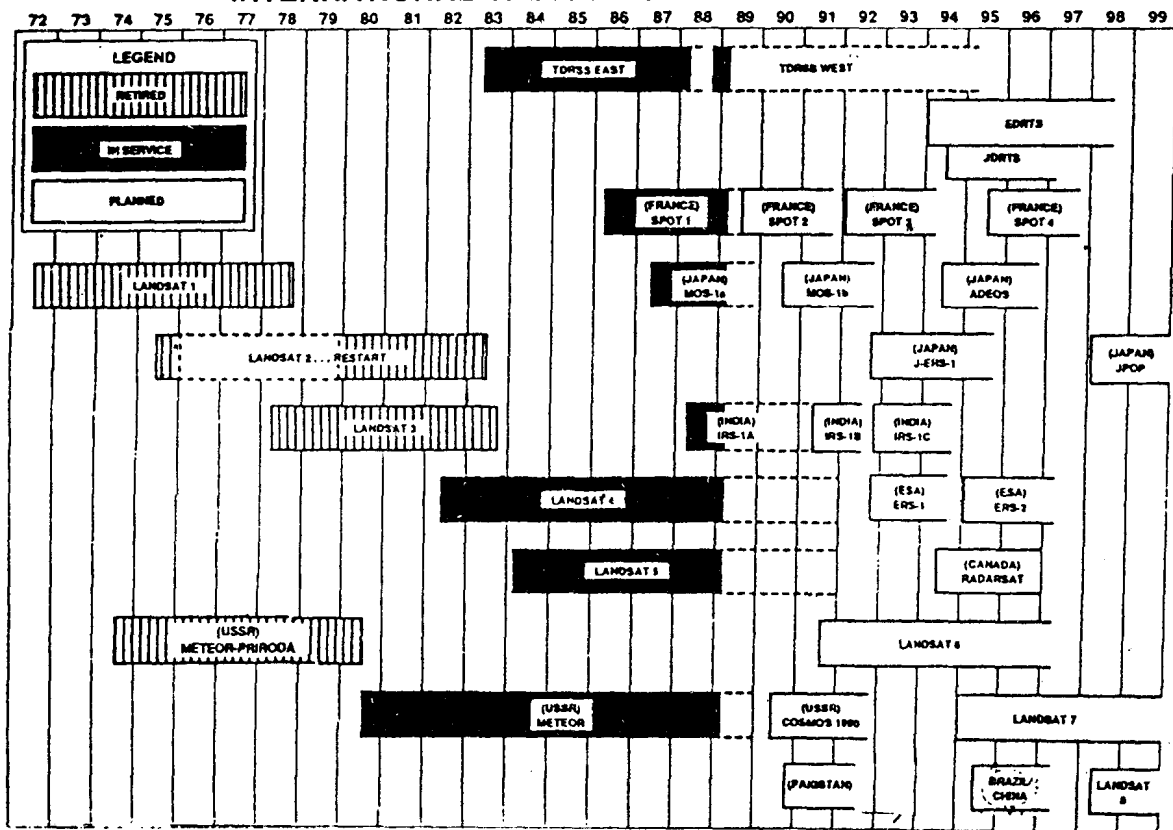 72 73 74 75 76 77 78 79 80 81 82 83 84 85 86 87 88 89 90 91 92 93 94 95 96 97 98 99
LEGEND
RETIRED
IN SERVICE
PLANNED
TDRSS EAST
TDRSS WEST
EDRTS
JDRTS
(FRANCE)
SPOT 1
(FRANCE)
SPOT 2
(FRANCE)
SPOT 3
(FRANCE)
SPOT 4
LANDSAT 1
(JAPAN)
MOS-1a
(JAPAN)
MOS-1b
(JAPAN)
ADEOS
LANDSAT 2...RESTART
(JAPAN)
J-ERS-1
(JAPAN)
JPOP
LANDSAT 3
(INDIA)
IRS-1A
(INDIA)
IRS-1B
(INDIA)
IRS-1C
LANDSAT 4
(ESA)
ERS-1
(ESA)
ERS-2
LANDSAT 5
(CANADA)
RADARSAT
(USSR)
METEOR-PRIRODA
LANDSAT 6
(USSR)
METEOR
(USSR)
COSMOS
LANDSAT 7
(PAKISTAN)
BRAZIL/
CHINA
LANDSAT
8